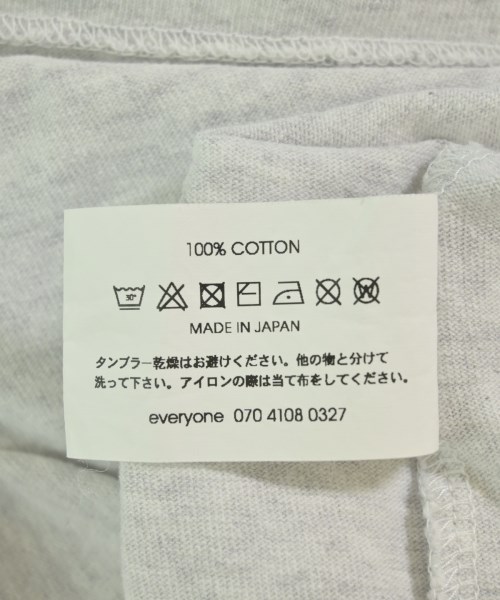 100% COTTON
30°
W
MADE IN JAPAN
タンブラー乾燥はお避けください。他の物と分けて
洗って下さい。アイロンの際は当て布をしてください。
everyone 070 4108 0327